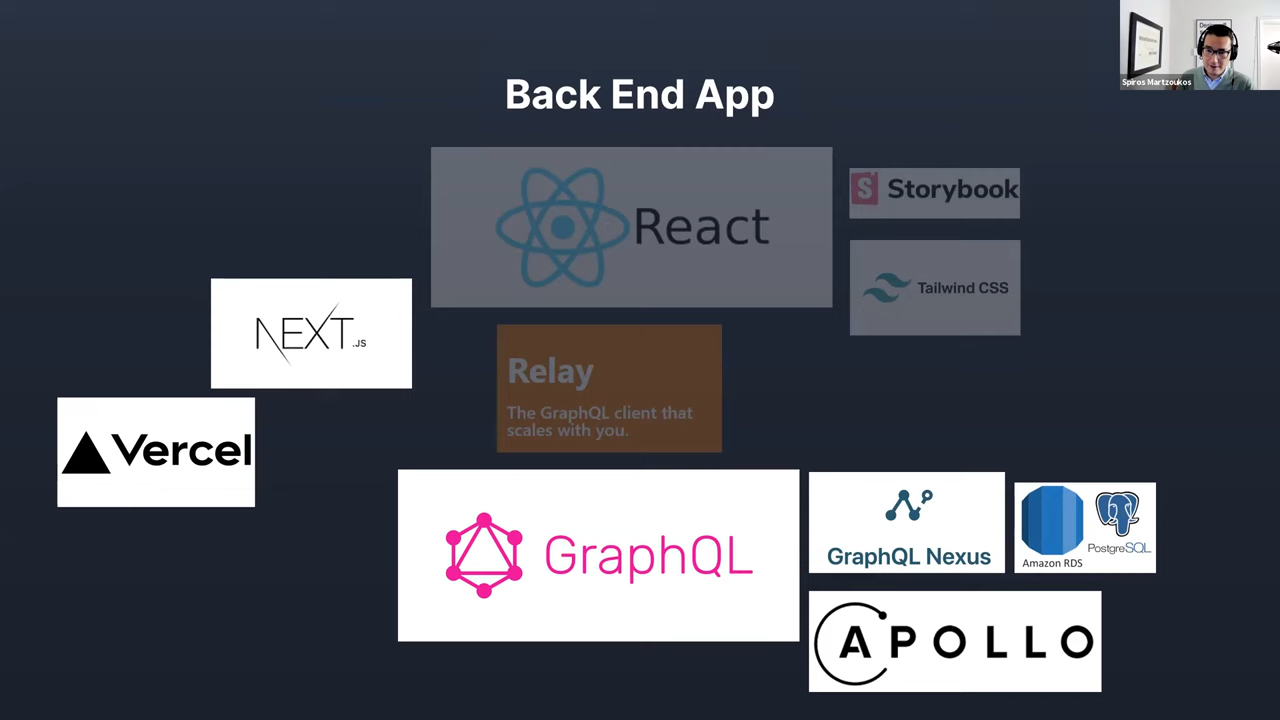 Spiros Martzoukos
Back End App
React
Storybook
Tailwind CSS
NEXT.JS
Relay
The GraphQL client that
scales with you.
Vercel
GraphQL
GraphQL Nexus
Amazon RDS
PostgreSQL
APOLLO